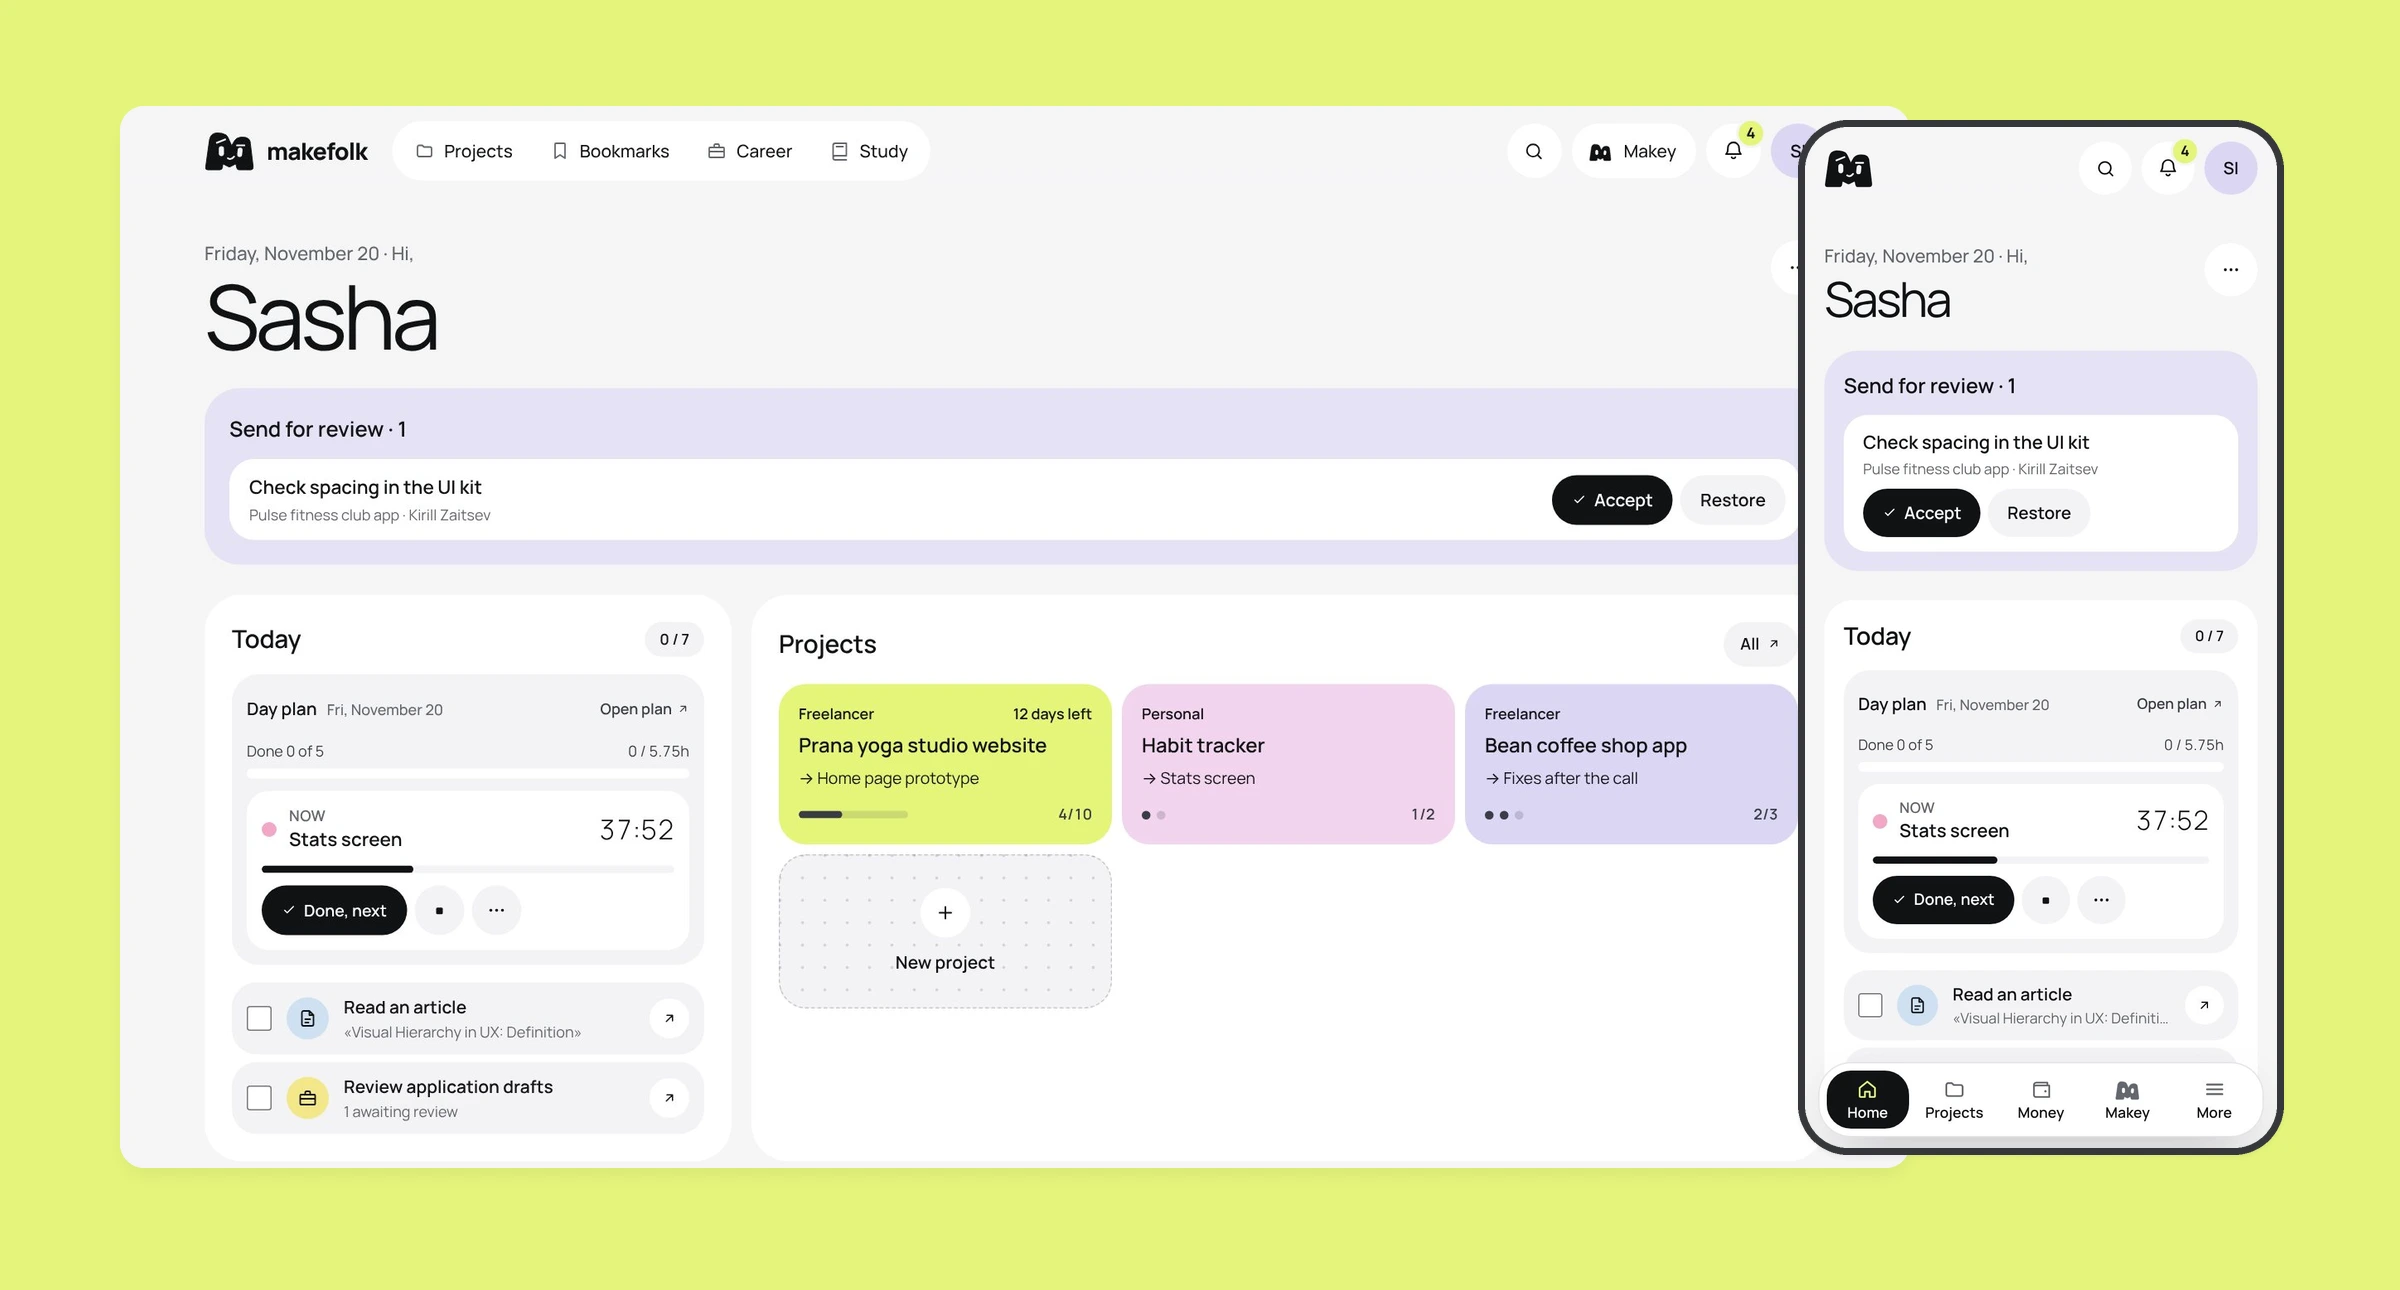 makefolk
Projects
Bookmarks
Career
Study
Makey
4
Friday, November 20 · Hi,
Sasha
Send for review · 1
Check spacing in the UI kit
Pulse fitness club app · Kirill Zaitsev
Accept
Restore
Today
0 / 7
Day plan Fri, November 20
Open plan
Done 0 of 5
0 / 5.75h
NOW
Stats screen
37:52
Done, next
Read an article
«Visual Hierarchy in UX: Definition»
Review application drafts
1 awaiting review
Projects
All
Freelancer
12 days left
Prana yoga studio website
→ Home page prototype
4/10
Personal
Habit tracker
→ Stats screen
1/2
Freelancer
Bean coffee shop app
→ Fixes after the call
2/3
New project
4
SI
Friday, November 20 · Hi,
Sasha
Send for review · 1
Check spacing in the UI kit
Pulse fitness club app · Kirill Zaitsev
Accept
Restore
Today
0 / 7
Day plan Fri, November 20
Open plan
Done 0 of 5
0 / 5.75h
NOW
Stats screen
37:52
Done, next
Read an article
«Visual Hierarchy in UX: Definiti...
Home
Projects
Money
Makey
More